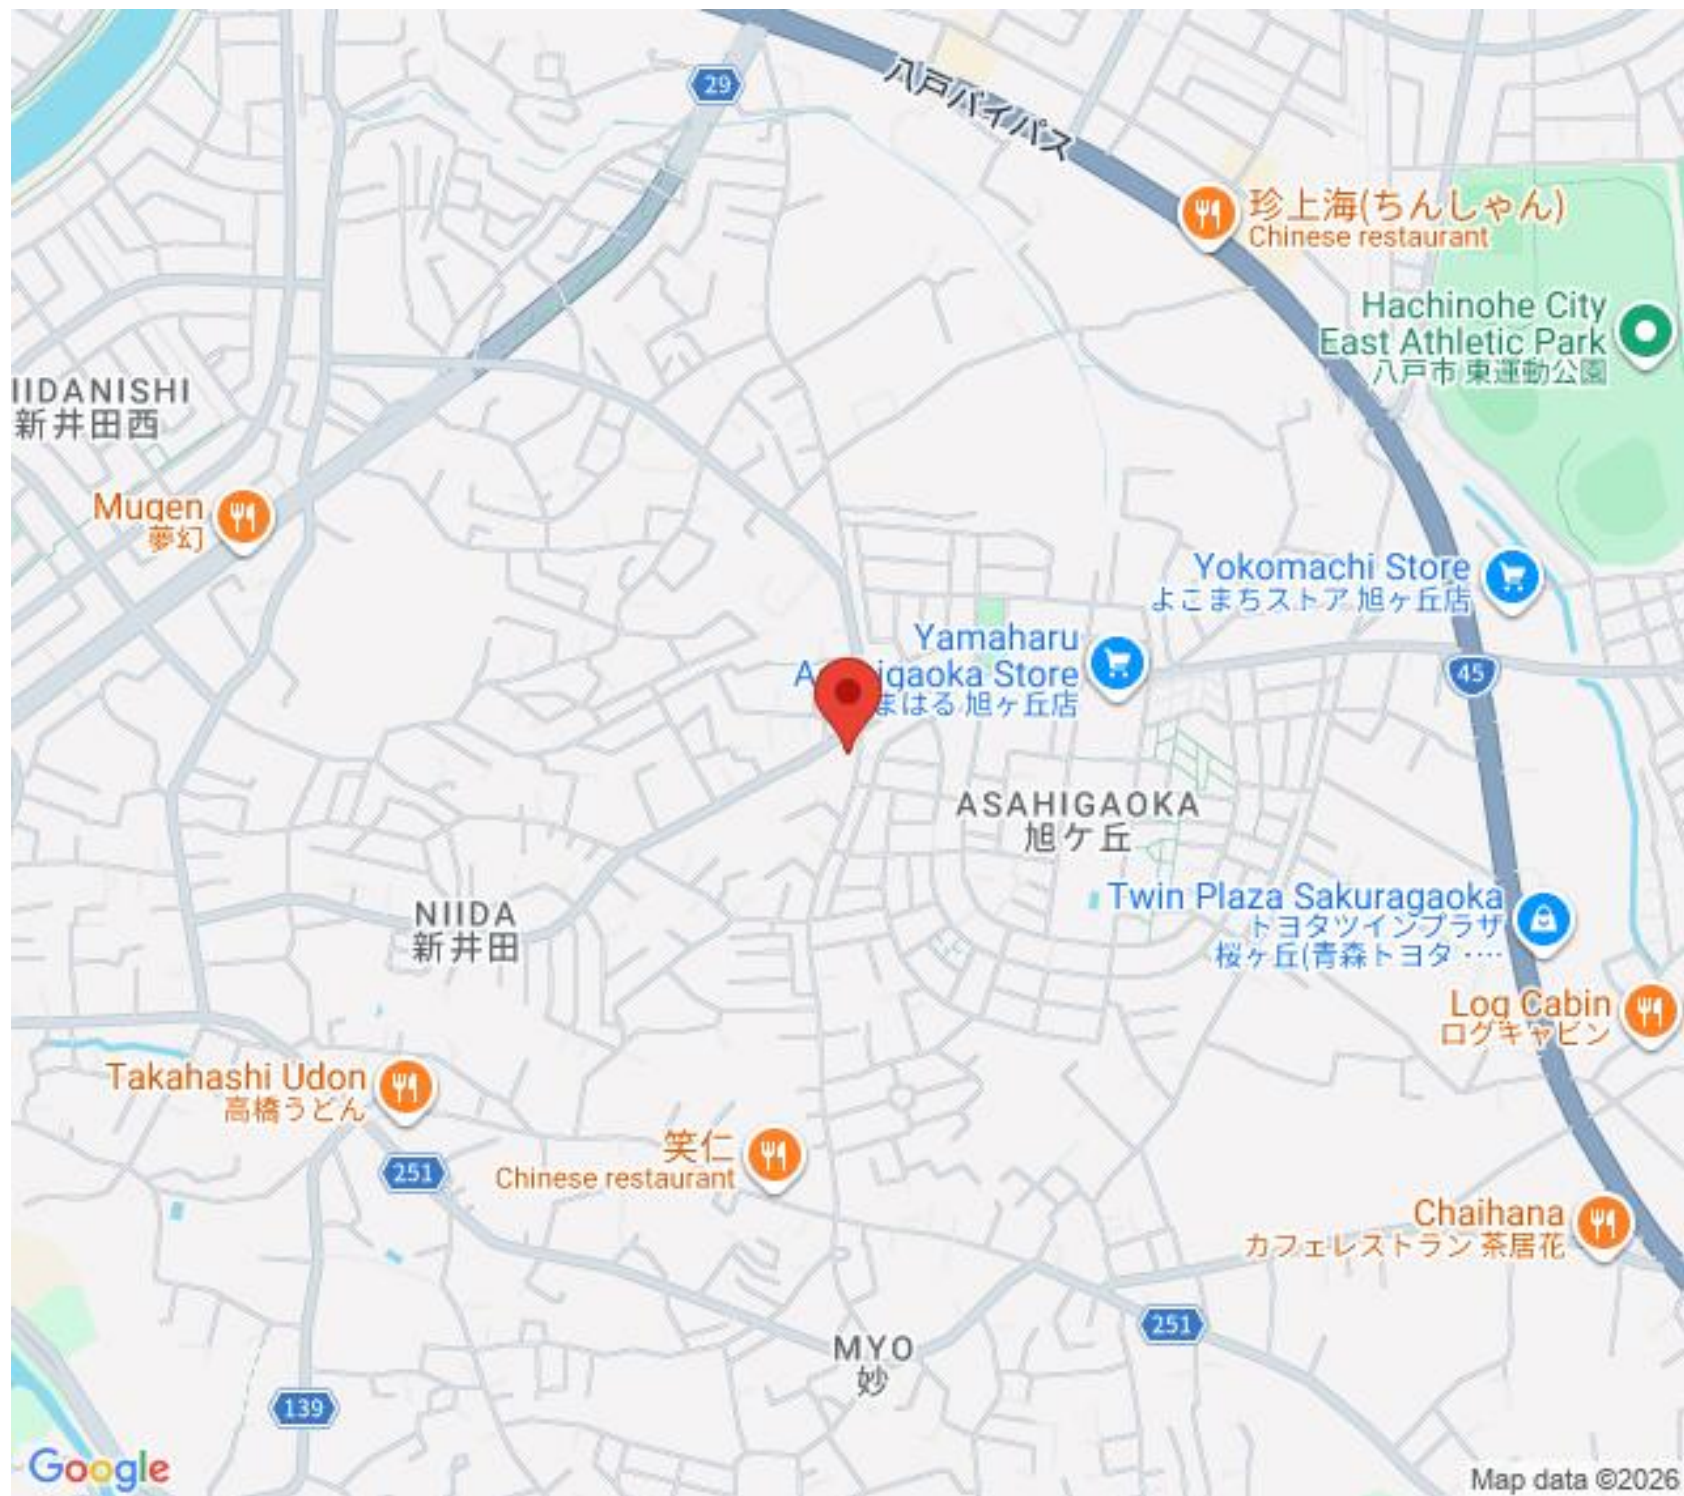 29
八戸バイパス
珍上海(ちんしゃん)
Chinese restaurant
Hachinohe City
East Athletic Park
八戸市 東運動公園
IIDANISHI
新井田西
Mugen
夢幻
Yokomachi Store
よこまちストア 旭ヶ丘店
Yamaharu
A igaoka Store
まはる 旭ヶ丘店
45
ASAHIGAOKA
旭ケ丘
Twin Plaza Sakuragaoka
トヨタツインプラザ
桜ヶ丘(青森トヨタ・…
NIIDA
新井田
Log Cabin
ログキャビン
Takahashi Udon
高橋うどん
251
笑仁
Chinese restaurant
Chaihana
カフェレストラン 茶居花
251
MYO
妙
139
Google
Map data ©2026